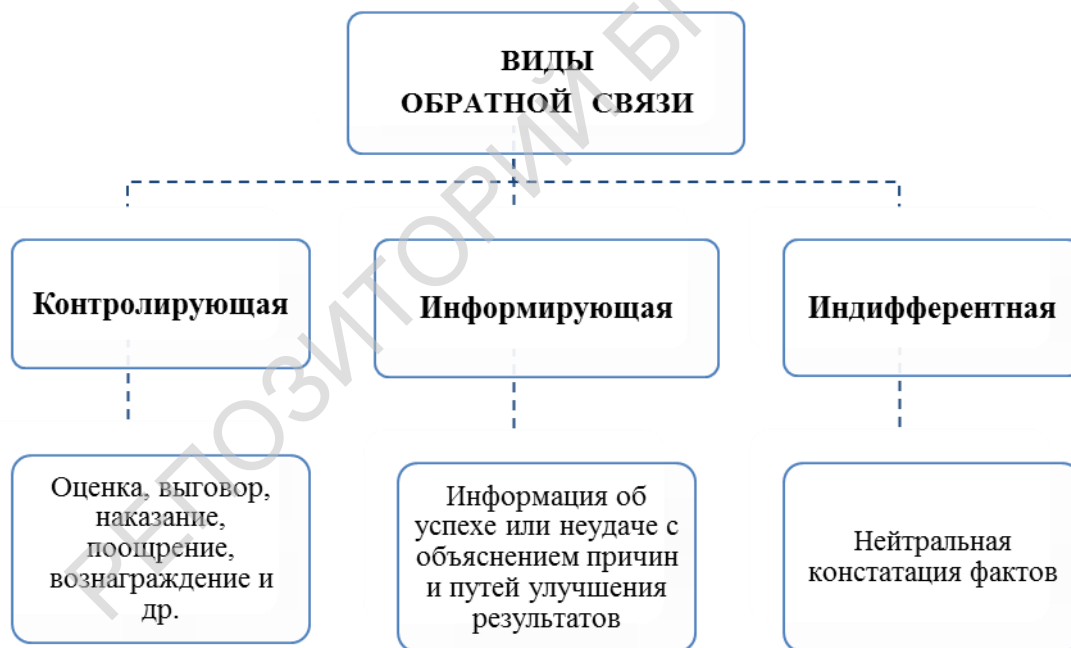 ВИДЫ
ОБРАТНОЙ СВЯЗИ
Контролирующая
Информирующая
Индифферентная
Оценка, выговор,
наказание,
поощрение,
вознаграждение и
др.
Информация об
успехе или неудаче с
объяснением причин
и путей улучшения
результатов
Нейтральная
констатация фактов
РЕПОЗИТОРИЙ